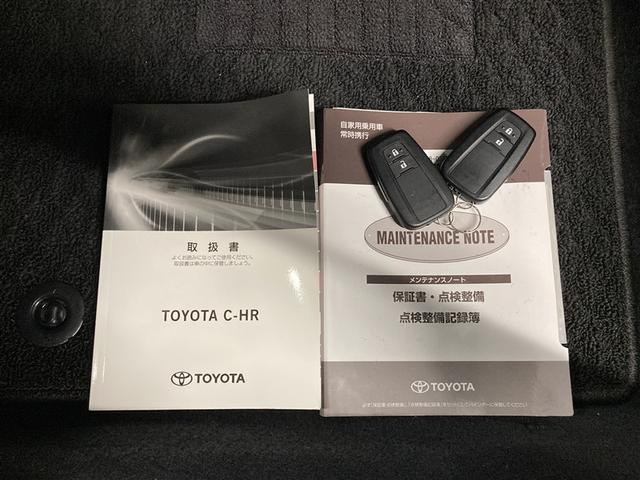 取扱書
よくお読みになってご使用ください。
取扱書は車の中に保管しましょう。
TOYOTA C-HR
TOYOTA
自家用乗用車
常時携行
MAINTENANCE NOTE
メンテナンスノート
保証書・点検整備
点検整備記録簿
TOYOTA